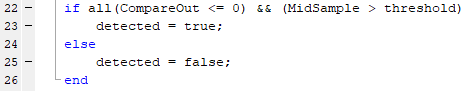 22 – if all(CompareOut <= 0) && (MidSample > threshold)
23 – detected = true;
24 else
25 – detected = false;
26 end